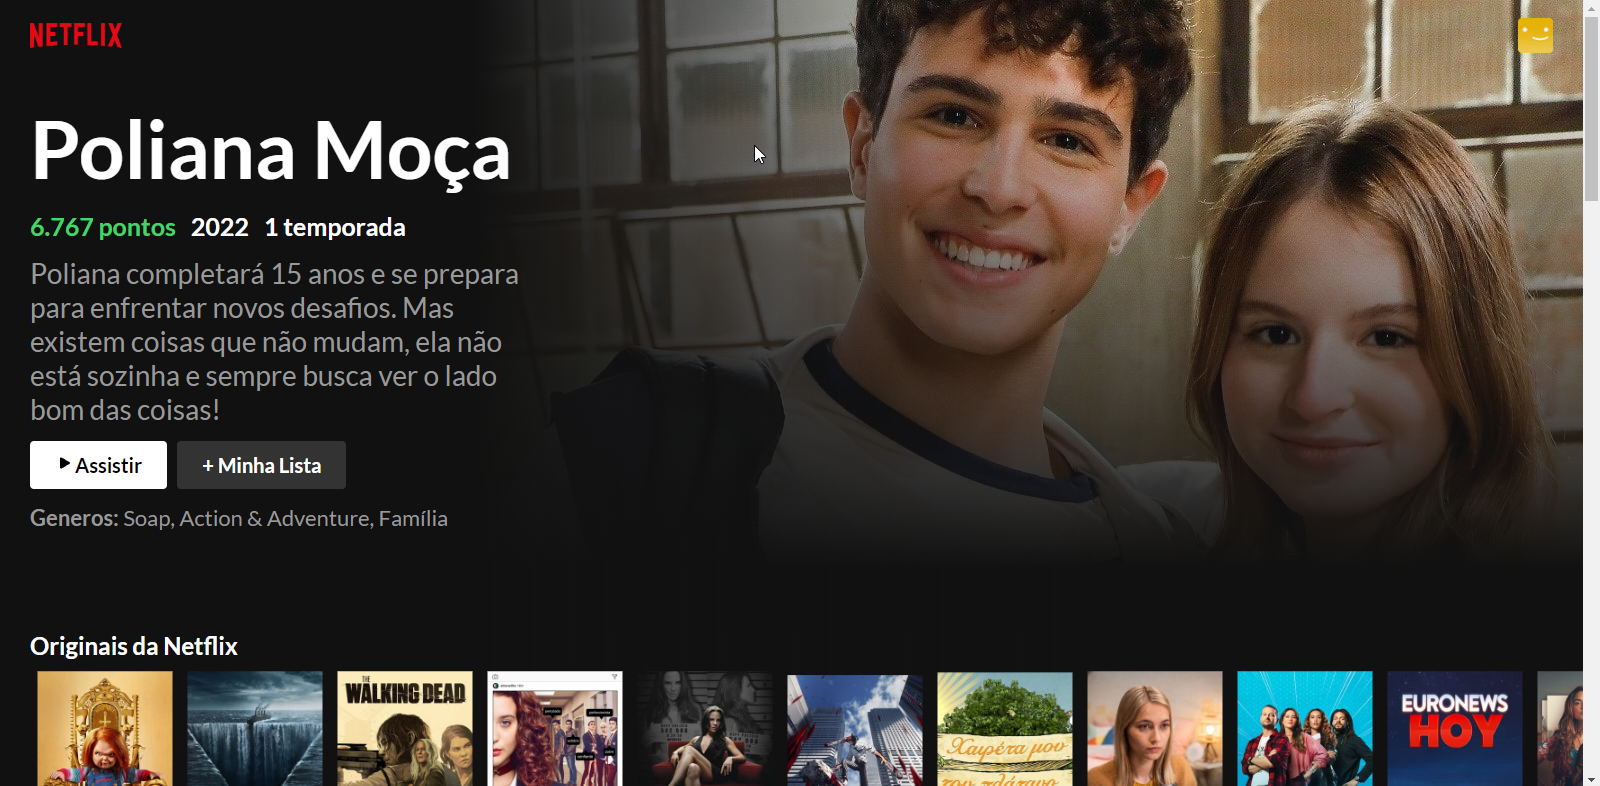 NETFLIX
Poliana Moça
6.767 pontos 2022 1 temporada
Poliana completará 15 anos e se prepara
para enfrentar novos desafios. Mas
existem coisas que não mudam, ela não
está sozinha e sempre busca ver o lado
bom das coisas!
Assistir
+ Minha Lista
Generos: Soap, Action & Adventure, Família
Originais da Netflix
THE
WALKING DEAD
Χαιρέτα μου
τον πλάτανο
EURONEWS
HOY